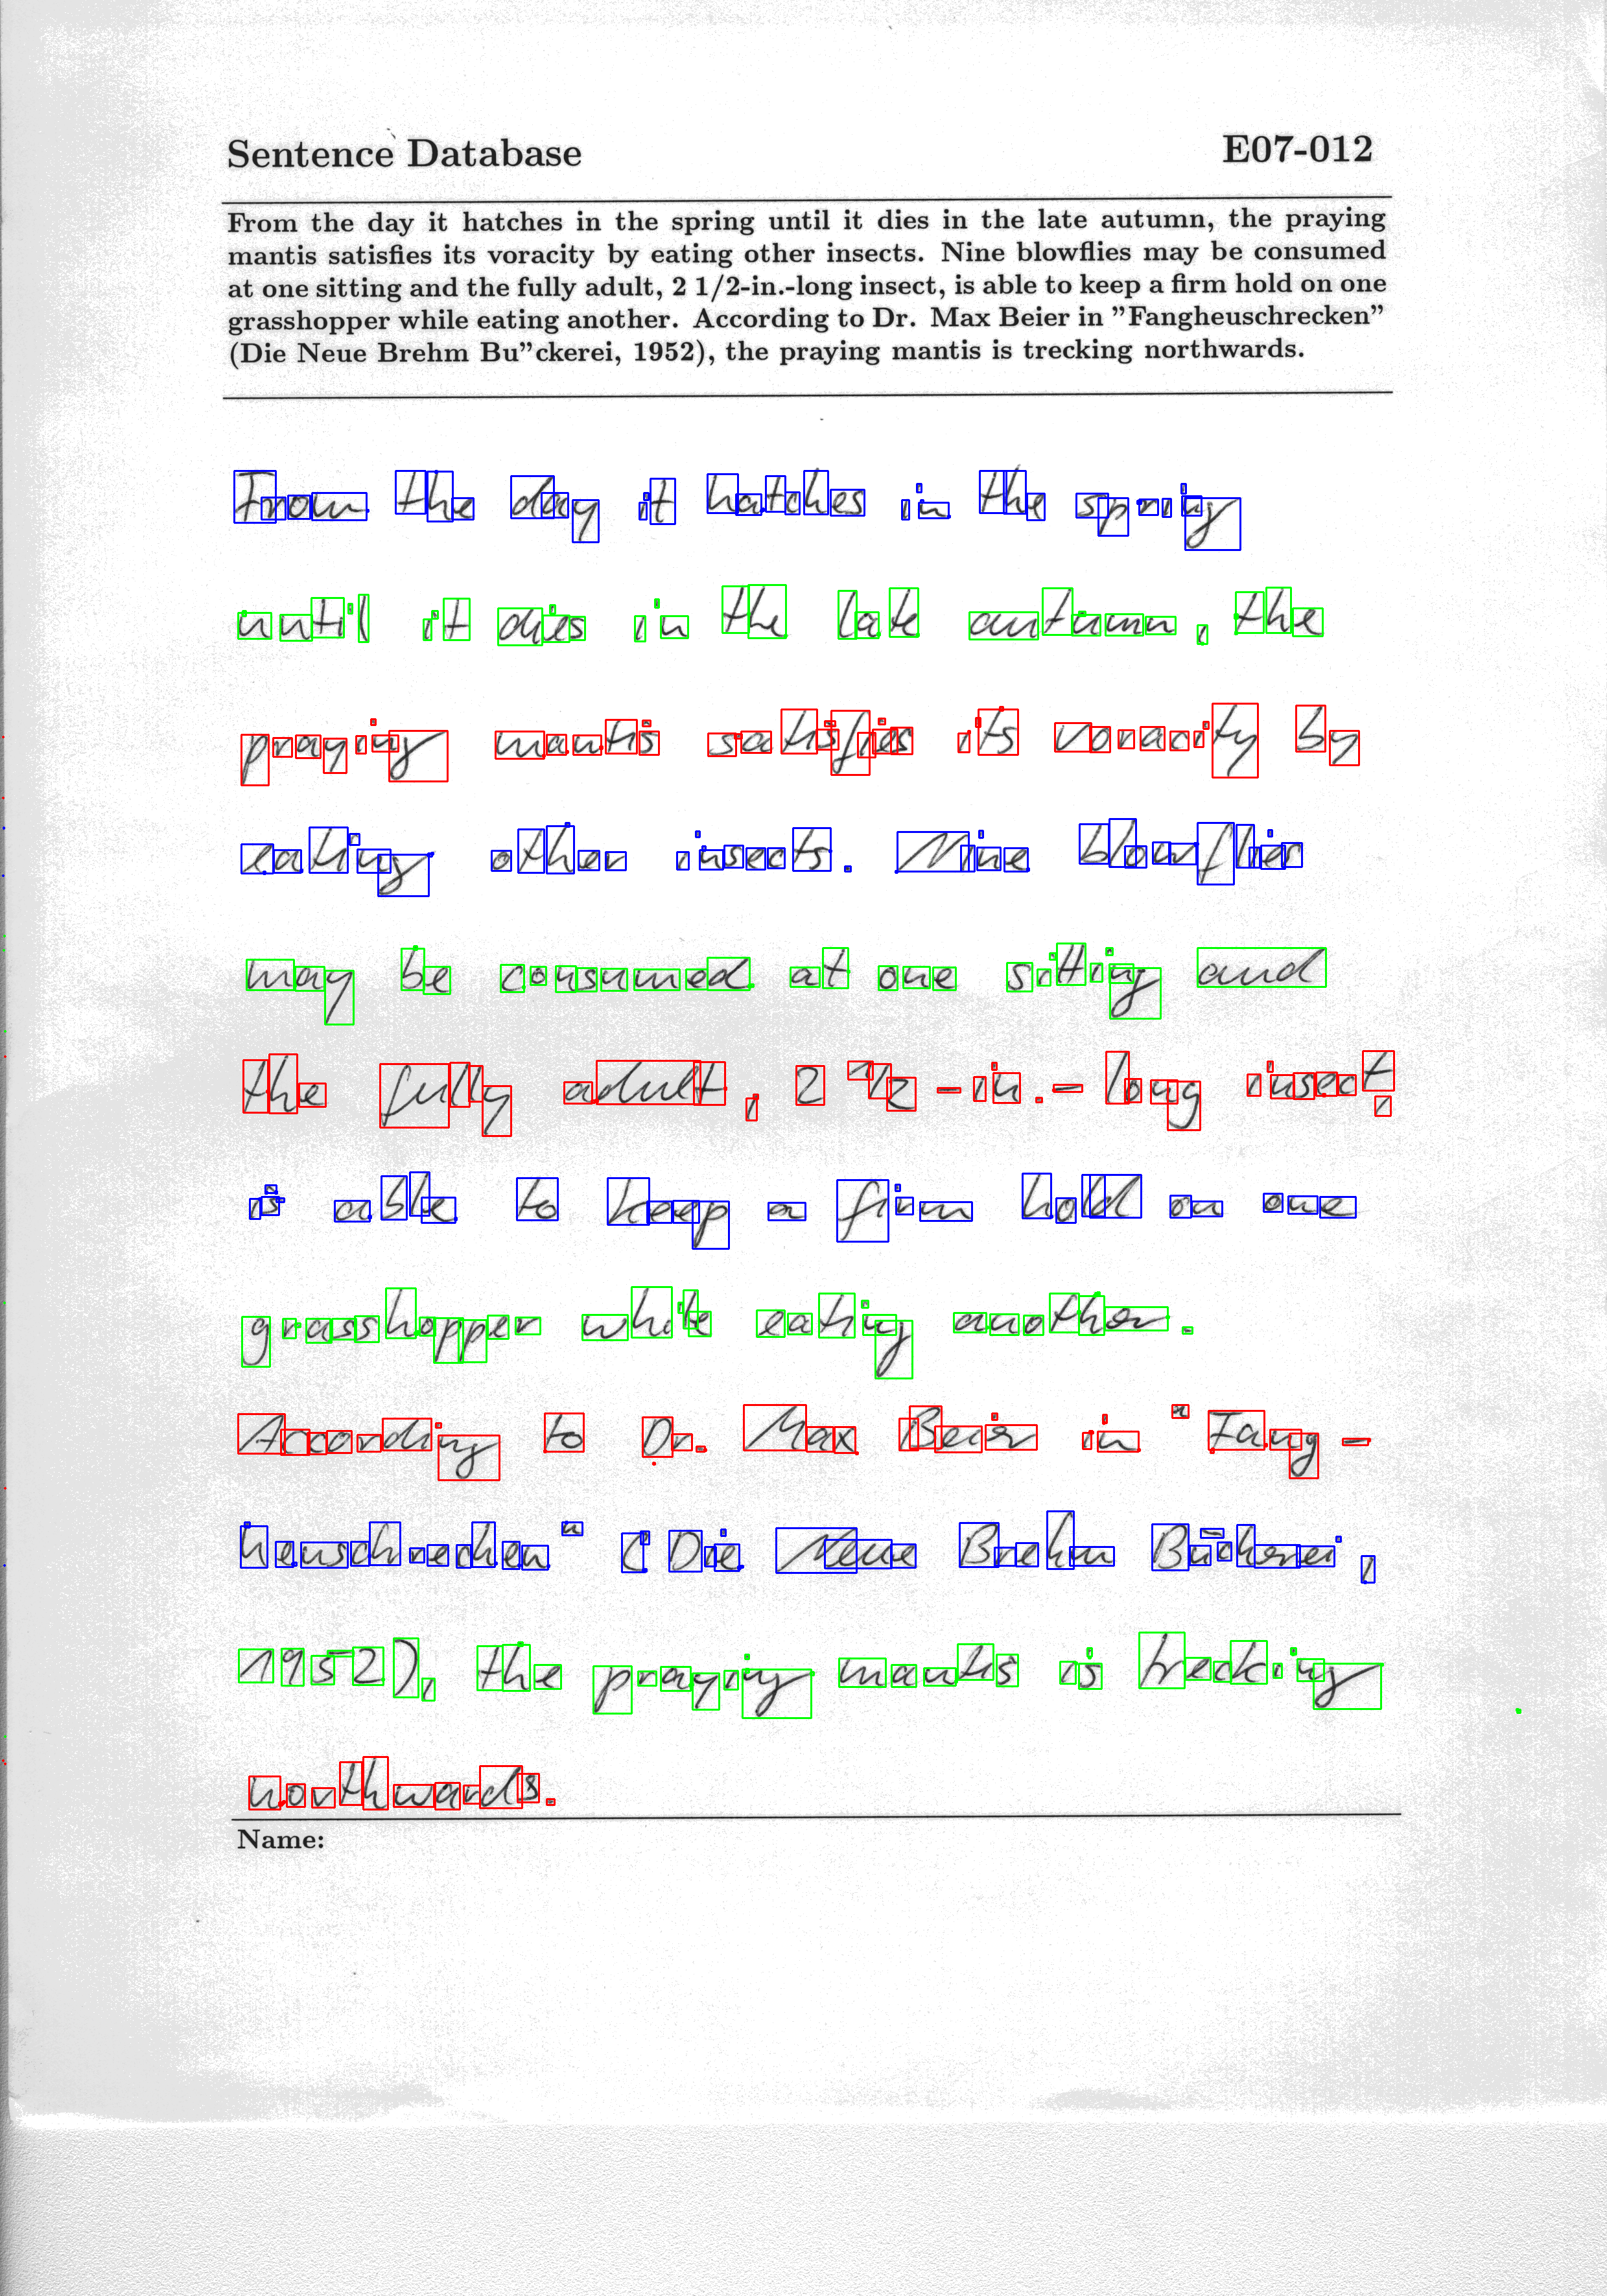 Sentence Database E07-012
From the day it hatches in the spring until it dies in the late autumn, the praying
mantis satisfies its voracity by eating other insects. Nine blowflies may be consumed
at one sitting and the fully adult, 2 1/2-in.-long insect, is able to keep a firm hold on one
grasshopper while eating another. According to Dr. Max Beier in "Fangheuschrecken"
(Die Neue Brehm Bu"ckerei, 1952), the praying mantis is trecking northwards.
From the day it hatches in the spring
until it dies in the late autumn, the
praying mantis satisfies its voracity by
eating other insects. Nine blowflies
may be consumed at one sitting and
the fully adult, 2 1/2-in.-long insect,
is able to keep a firm hold on one
grasshopper while eating another.
According to Dr. Max Beier in "Fang-
heuschrecken" (Die Neue Brehm Bücherei,
1952), the praying mantis is trecking
northwards.
Name: